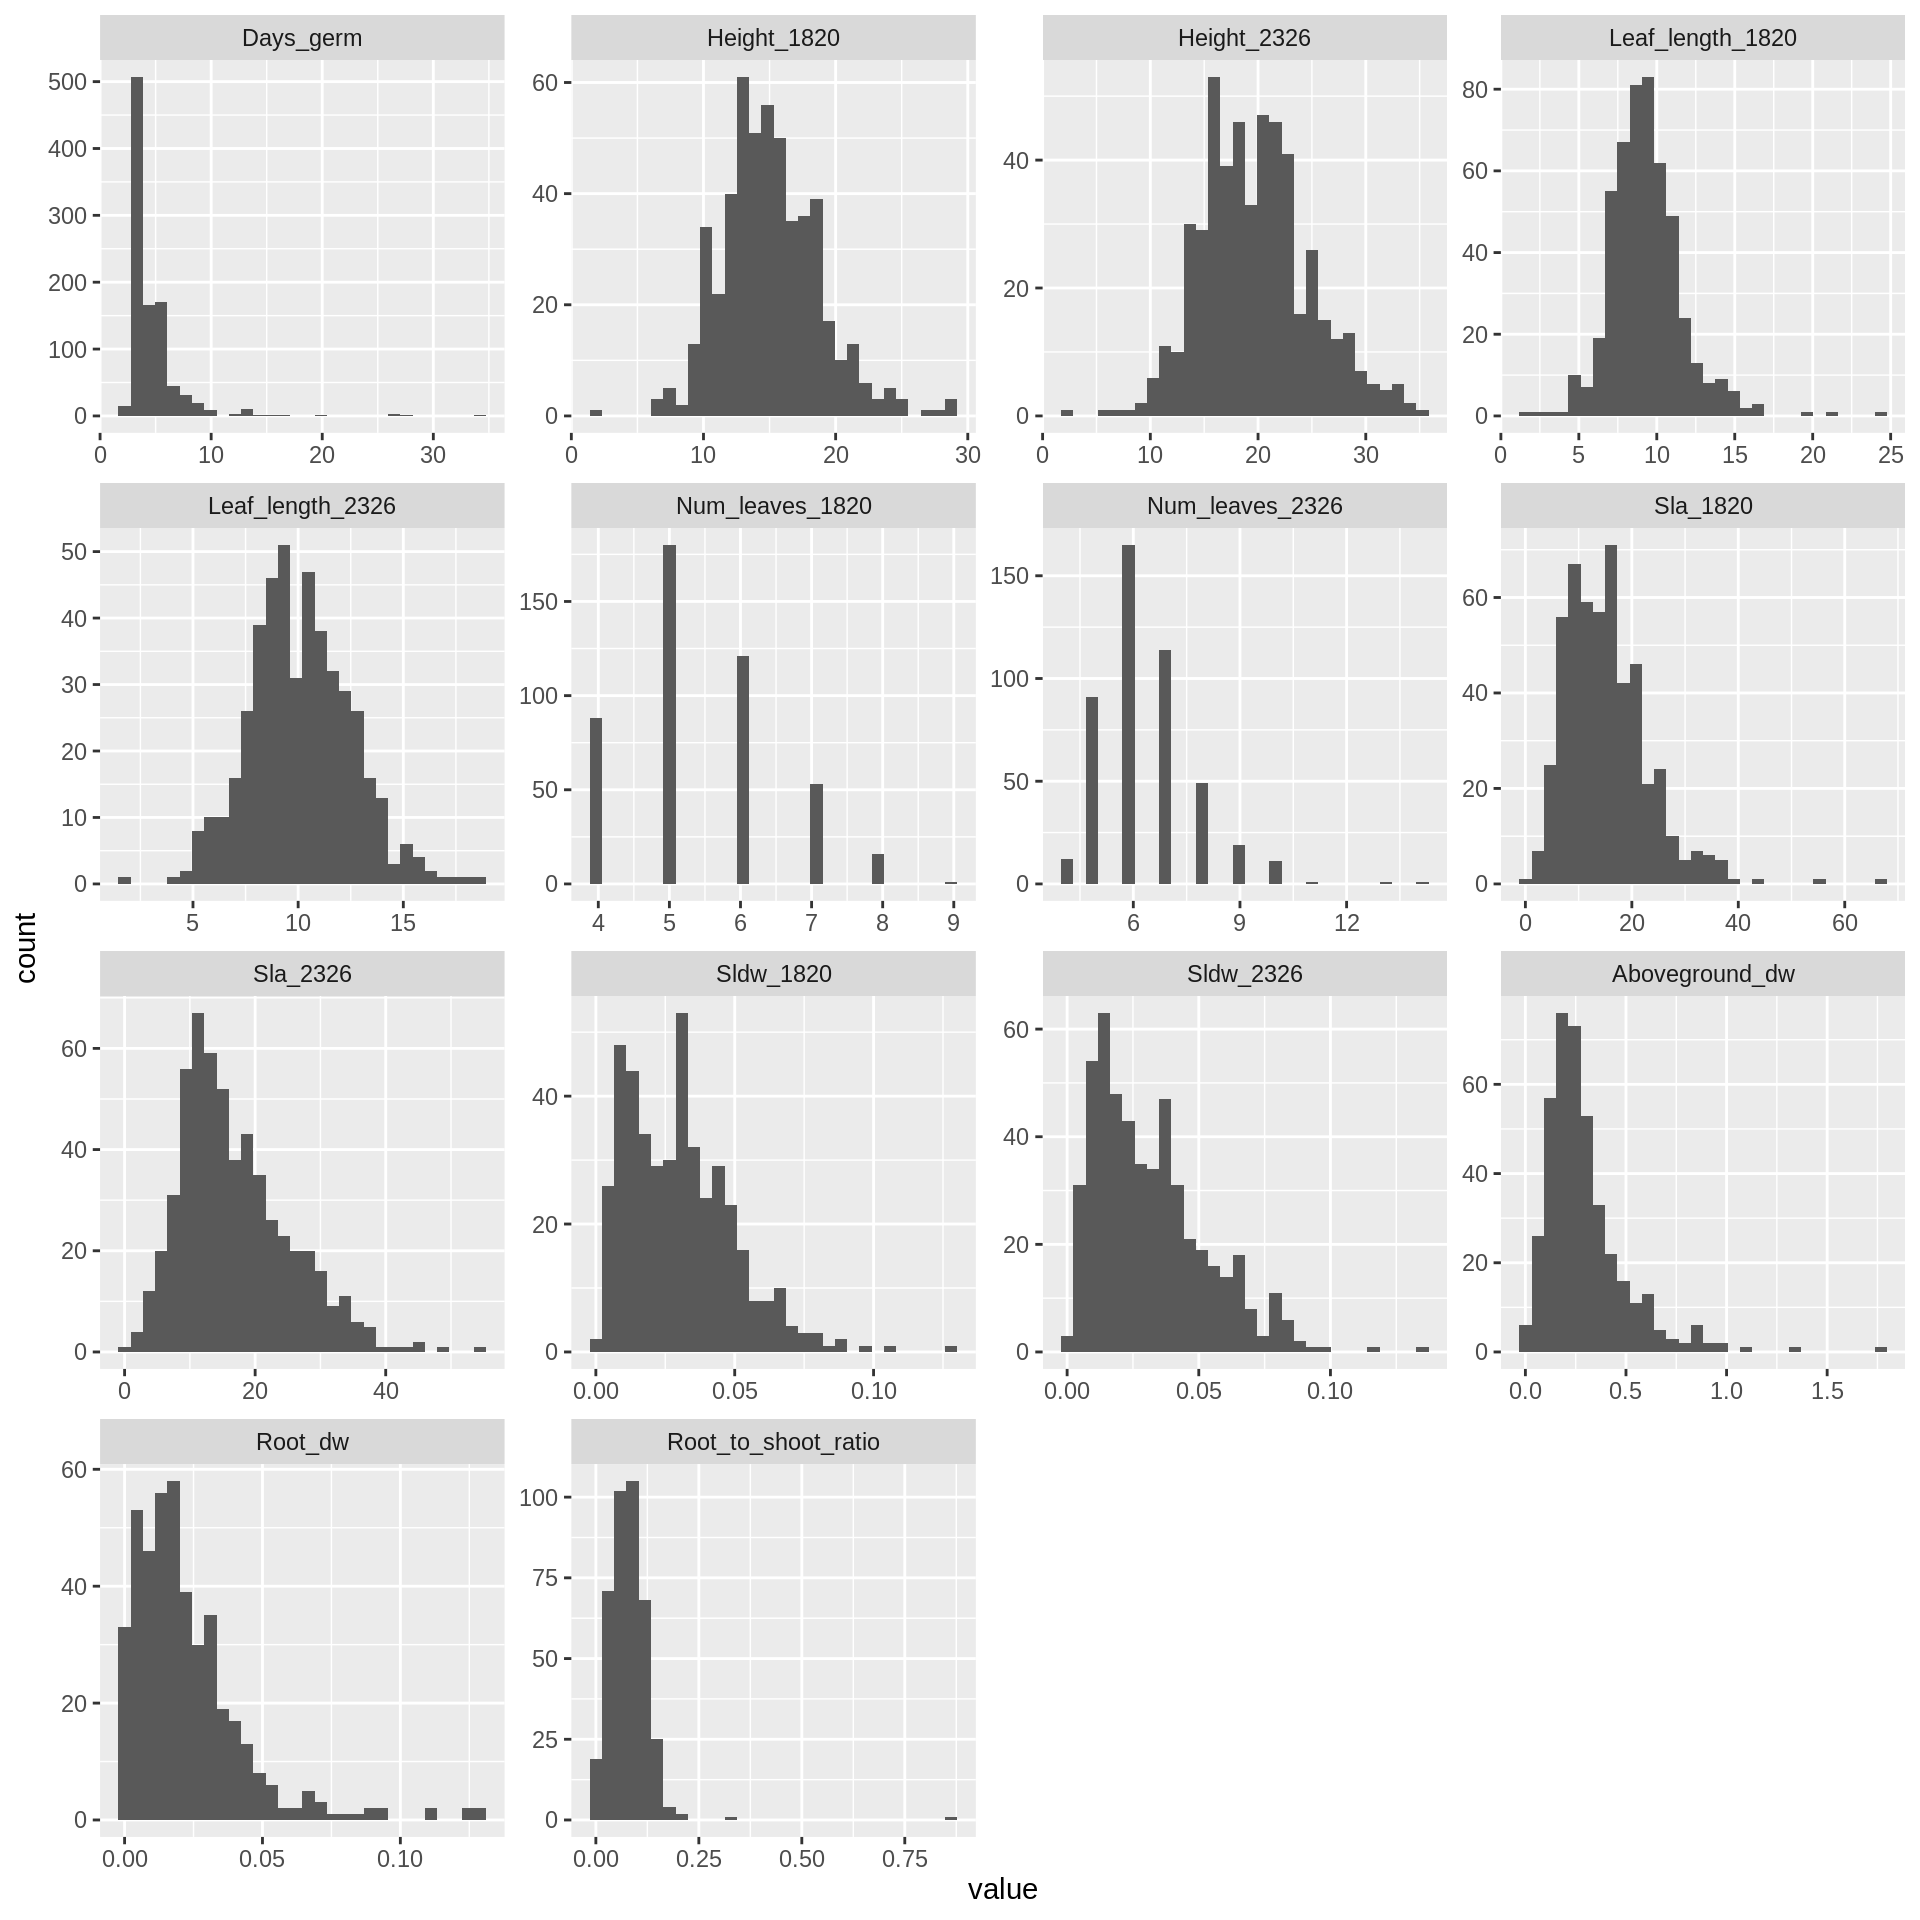 Days_germ
Height_1820
Height_2326
Leaf_length_1820
500
400
300
200
100
0
0 10 20 30
60
40
20
0
0 10 20 30
40
20
0
0 10 20 30
80
60
40
20
0
0 5 10 15 20 25
Leaf_length_2326
Num_leaves_1820
Num_leaves_2326
Sla_1820
50
40
30
20
10
0
5 10 15
150
100
50
0
4 5 6 7 8 9
150
100
50
0
6 9 12
60
40
20
0
0 20 40 60
count
Sla_2326
Sldw_1820
Sldw_2326
Aboveground_dw
60
40
20
0
0 20 40
40
20
0
0.00 0.05 0.10
60
40
20
0
0.00 0.05 0.10
60
40
20
0
0.0 0.5 1.0 1.5
Root_dw
Root_to_shoot_ratio
60
40
20
0
0.00 0.05 0.10
100
75
50
25
0
0.00 0.25 0.50 0.75
value